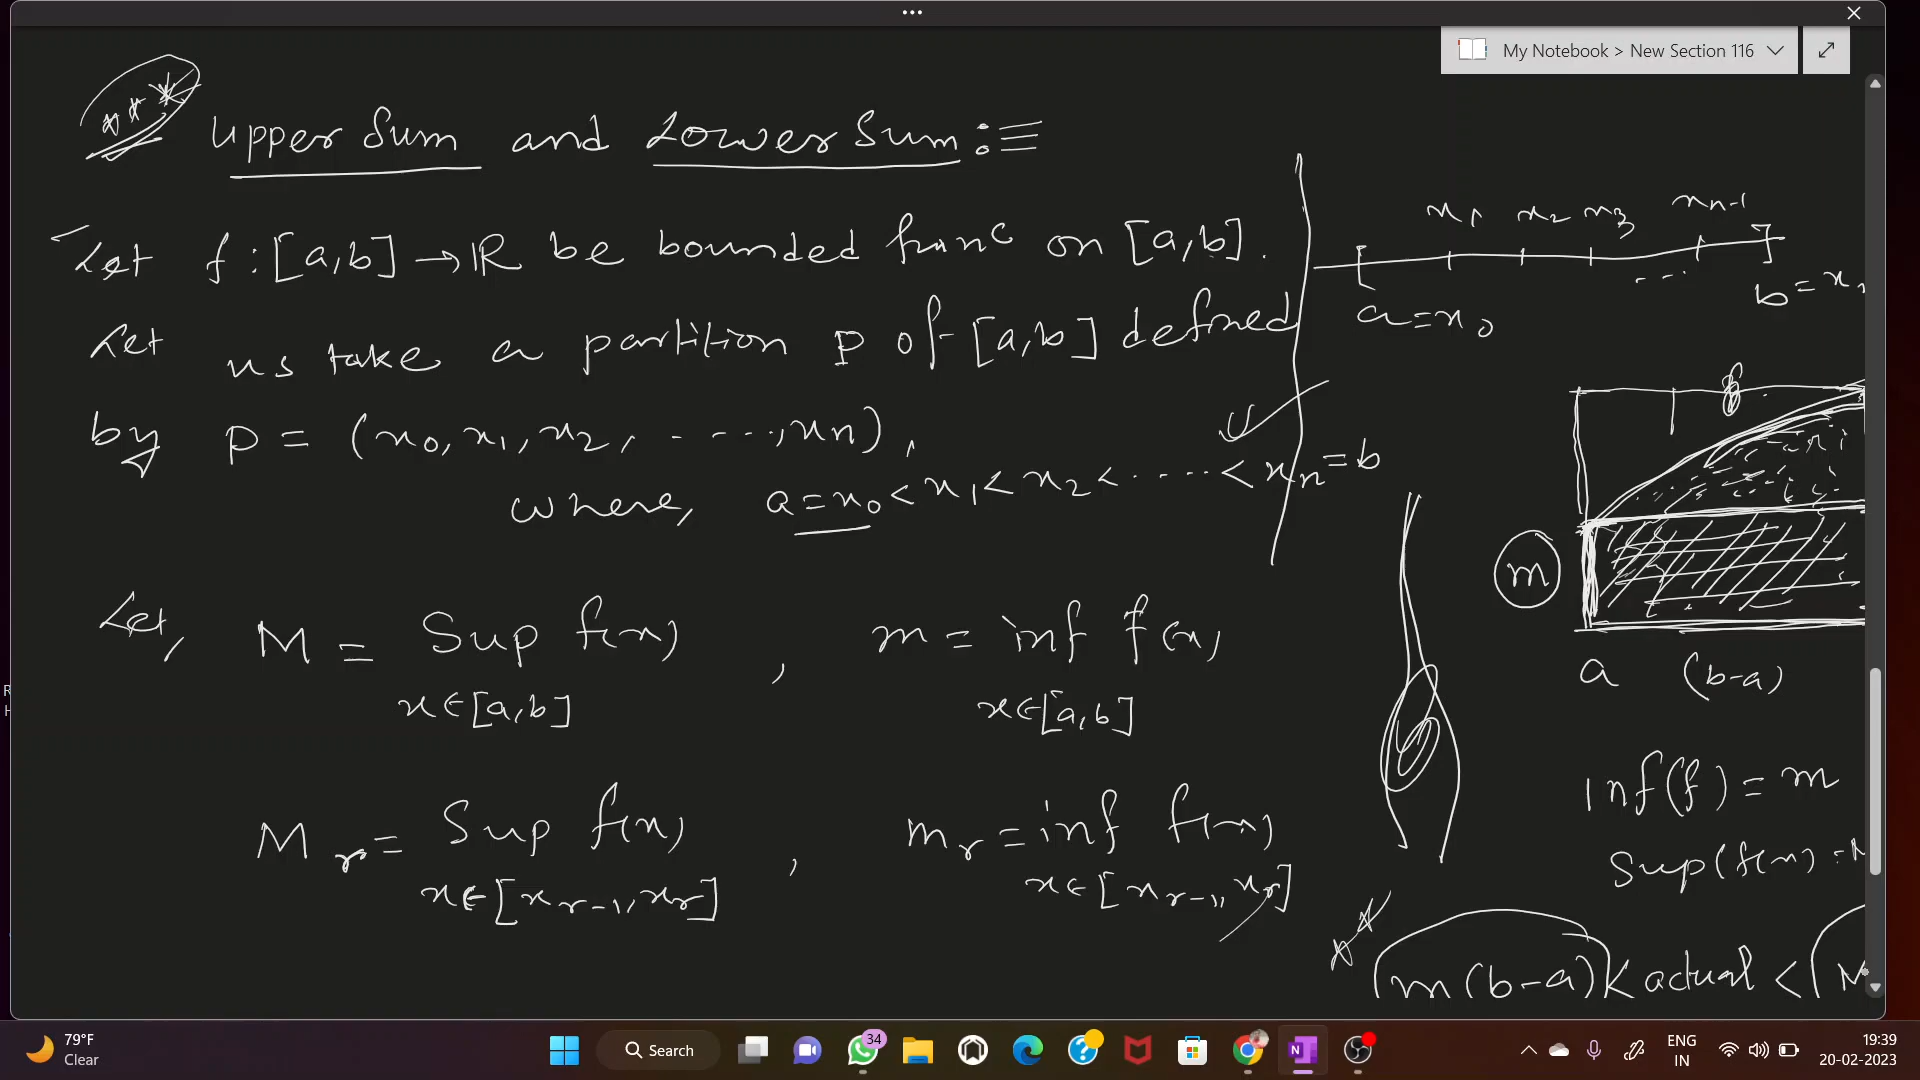 My Notebook > New Section 116
*** Upper Sum and Lower Sum :≡
Let f : [a,b] → ℝ be bounded funᶜ on [a,b].
Let us take a partition P of [a,b] defined
by P = (x₀, x₁, x₂, ....., xₙ),
where, a = x₀ < x₁ < x₂ < ..... < xₙ = b
Let, M = Sup f(x) , m = inf f(x)
x∈[a,b] x∈[a,b]
Mᵣ = Sup f(x) , mᵣ = inf f(x)
x∈[xᵣ₋₁, xᵣ] x∈[xᵣ₋₁, xᵣ]
x₁ x₂ x₃ xₙ₋₁
....
a = x₀ b = x
m
a (b-a)
inf(f) = m
Sup(f(x) = M
** m(b-a) < actual < M
79°F
Clear
Search
34
ENG
IN
19:39
20-02-2023